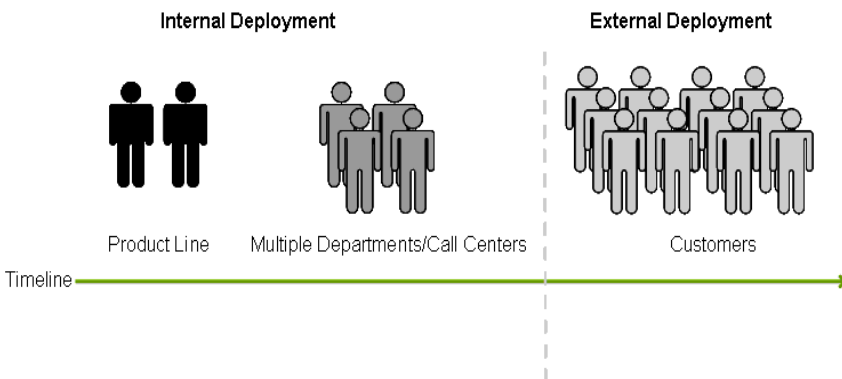 Internal Deployment
External Deployment
Product Line
Multiple Departments/Call Centers
Customers
Timeline